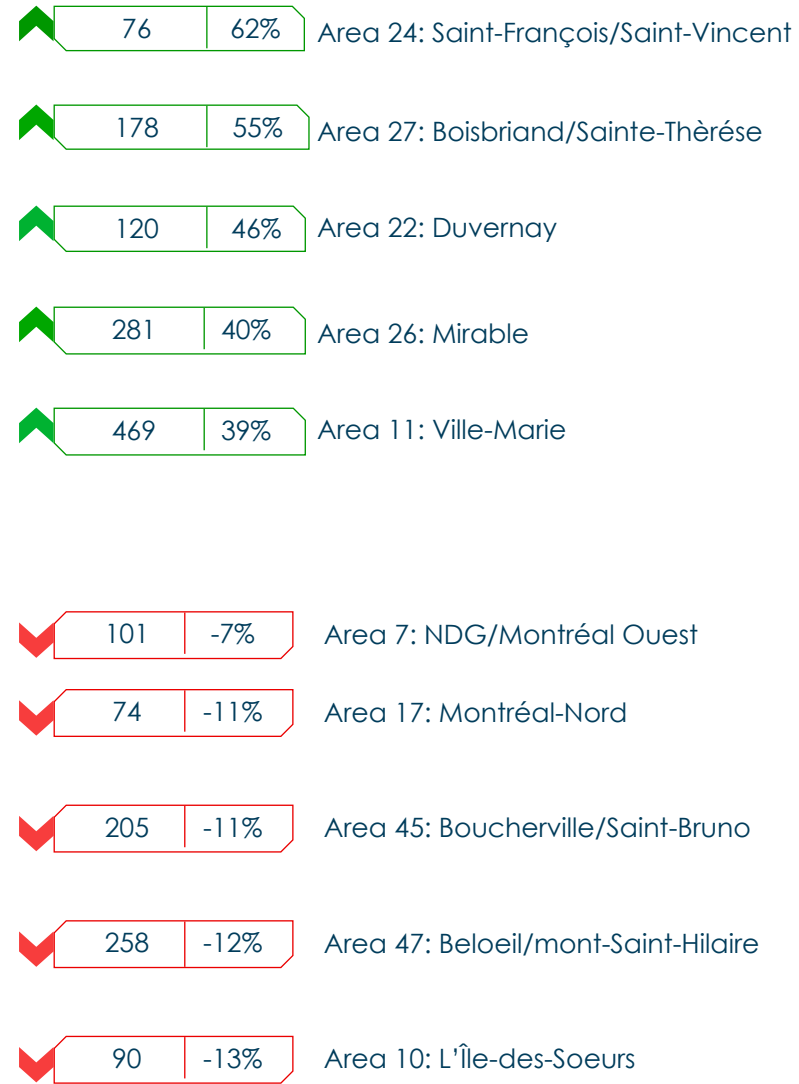 76 62% Area 24: Saint-François/Saint-Vincent
178 55% Area 27: Boisbriand/Sainte-Thèrése
120 46% Area 22: Duvernay
281 40% Area 26: Mirable
469 39% Area 11: Ville-Marie
101 -7% Area 7: NDG/Montréal Ouest
74 -11% Area 17: Montréal-Nord
205 -11% Area 45: Boucherville/Saint-Bruno
258 -12% Area 47: Beloeil/mont-Saint-Hilaire
90 -13% Area 10: L'Île-des-Soeurs